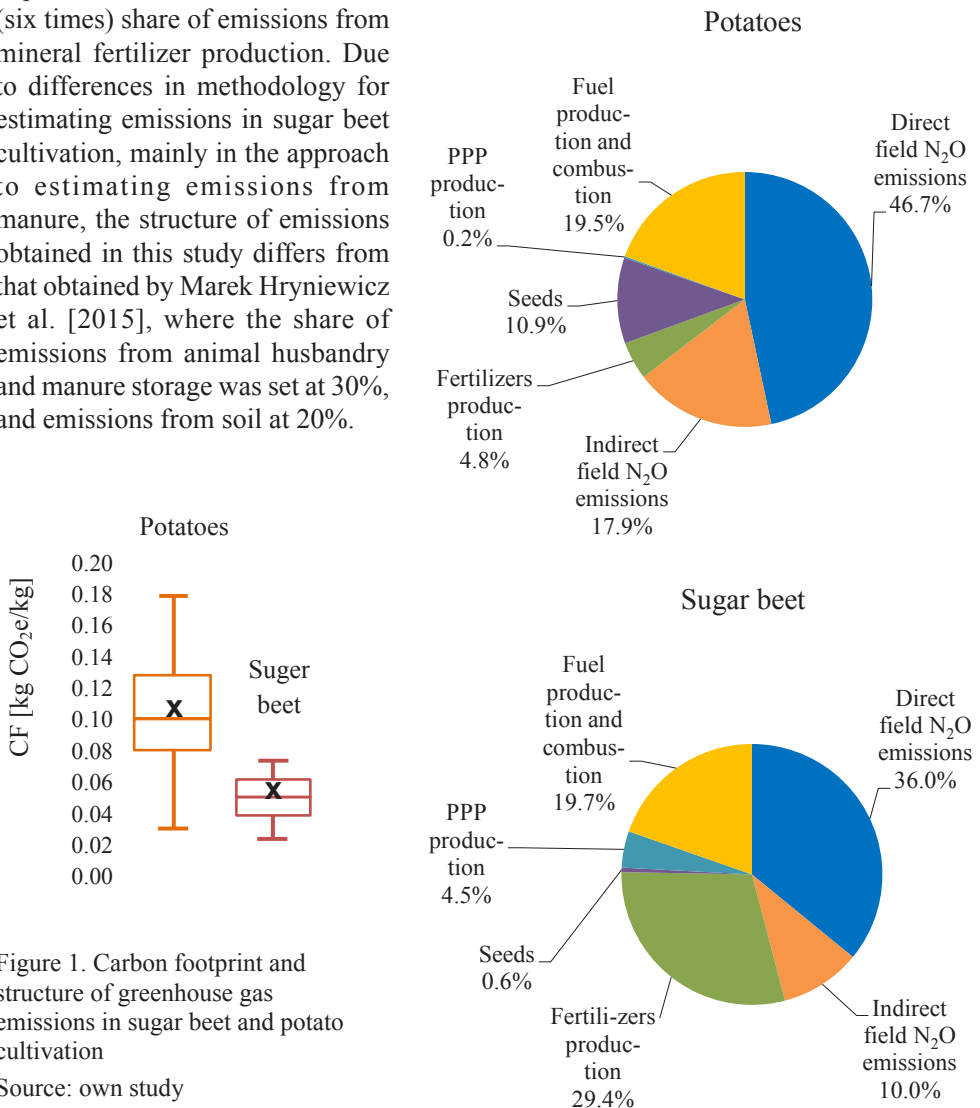 (six times) share of emissions from
mineral fertilizer production. Due
to differences in methodology for
estimating emissions in sugar beet
cultivation, mainly in the approach
to estimating emissions from
manure, the structure of emissions
obtained in this study differs from
that obtained by Marek Hryniewicz
et al. [2015], where the share of
emissions from animal husbandry
and manure storage was set at 30%,
and emissions from soil at 20%.
Potatoes
CF [kg CO₂e/kg]
0.20
0.18
0.16
0.14
0.12
0.10
0.08
0.06
0.04
0.02
0.00
x
Suger
beet
x
Figure 1. Carbon footprint and
structure of greenhouse gas
emissions in sugar beet and potato
cultivation
Source: own study
Potatoes
Fuel
produc-
tion and
combus-
tion
19.5%
Direct
field N₂O
emissions
46.7%
PPP
produc-
tion
0.2%
Seeds
10.9%
Fertilizers
produc-
tion
4.8%
Indirect
field N₂O
emissions
17.9%
Sugar beet
Fuel
produc-
tion and
combus-
tion
19.7%
Direct
field N₂O
emissions
36.0%
PPP
produc-
tion
4.5%
Seeds
0.6%
Fertili-zers
produc-
tion
29.4%
Indirect
field N₂O
emissions
10.0%